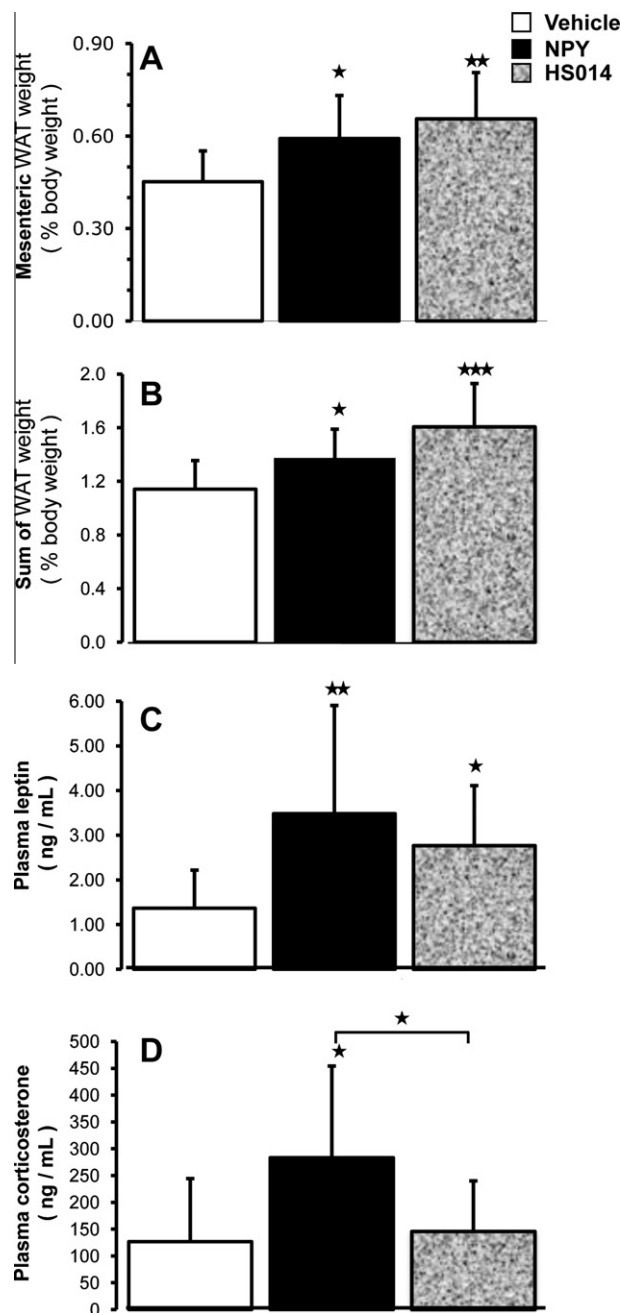 Vehicle
NPY
HS014
A
Mesenteric WAT weight
( % body weight )
0.90
0.60
0.30
0.00
★
★★
B
Sum of WAT weight
( % body weight )
2.0
1.6
1.2
0.8
0.4
0.0
★
★★★
C
Plasma leptin
( ng / mL )
6.00
5.00
4.00
3.00
2.00
1.00
0.00
★★
★
D
Plasma corticosterone
( ng / mL )
500
450
400
350
300
250
200
150
100
50
0
★
★